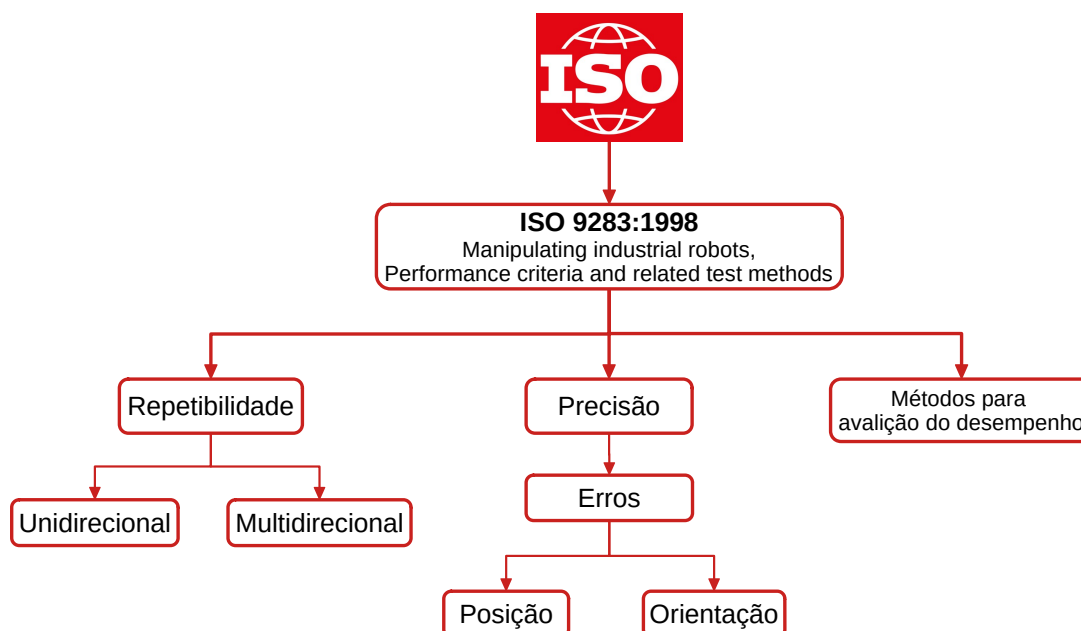 ISO
ISO 9283:1998
Manipulating industrial robots,
Performance criteria and related test methods
Repetibilidade
Precisão
Métodos para
avalição do desempenho
Unidirecional
Multidirecional
Erros
Posição
Orientação